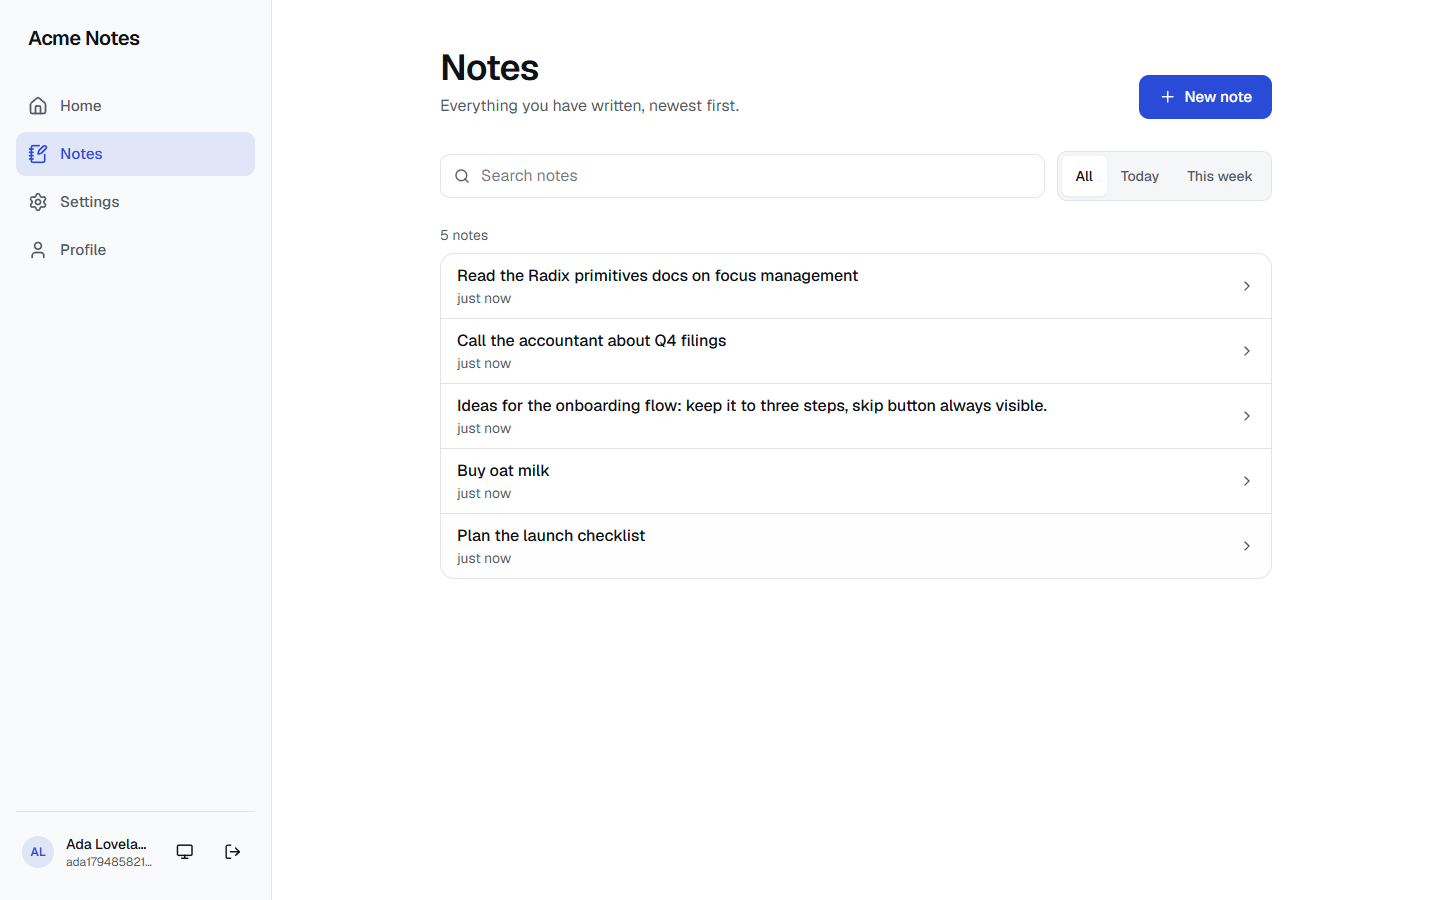 Acme Notes
Home
Notes
Settings
Profile
AL
Ada Lovela...
ada179485821...
Notes
Everything you have written, newest first.
New note
Search notes
All
Today
This week
5 notes
Read the Radix primitives docs on focus management
just now
Call the accountant about Q4 filings
just now
Ideas for the onboarding flow: keep it to three steps, skip button always visible.
just now
Buy oat milk
just now
Plan the launch checklist
just now